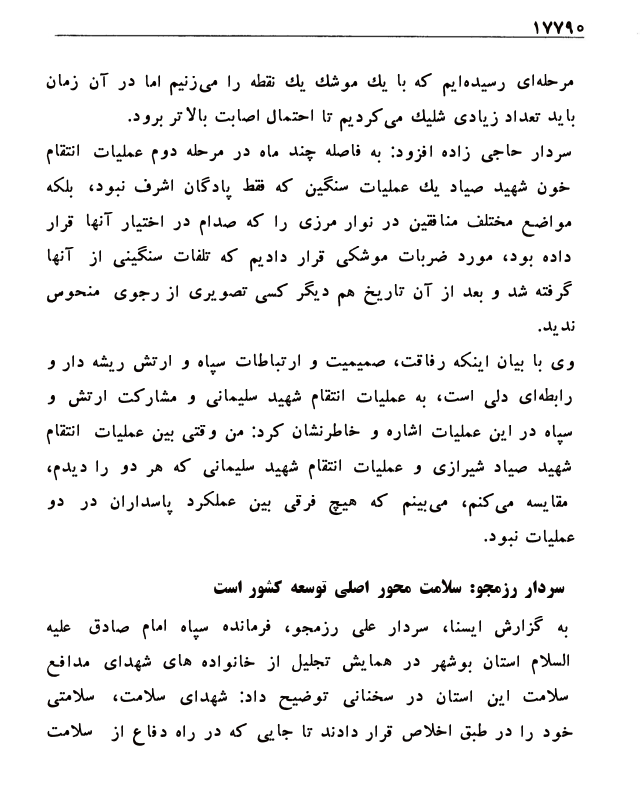 ۱۷۷۹۰
مرحله‌ای رسیده‌ایم که با یك موشك یك نقطه را می‌زنیم اما در آن زمان
باید تعداد زیادی شلیك می‌کردیم تا احتمال اصابت بالاتر برود.
سردار حاجی زاده افزود: به فاصله چند ماه در مرحله دوم عملیات انتقام
خون شهید صیاد یك عملیات سنگین که فقط پادگان اشرف نبود، بلکه
مواضع مختلف منافقین در نوار مرزی را که صدام در اختیار آنها قرار
داده بود، مورد ضربات موشکی قرار دادیم که تلفات سنگینی از آنها
گرفته شد و بعد از آن تاریخ هم دیگر کسی تصویری از رجوی منحوس
ندید.
وی با بیان اینکه رفاقت، صمیمیت و ارتباطات سپاه و ارتش ریشه دار و
رابطه‌ای دلی است، به عملیات انتقام شهید سلیمانی و مشارکت ارتش و
سپاه در این عملیات اشاره و خاطرنشان کرد: من وقتی بین عملیات انتقام
شهید صیاد شیرازی و عملیات انتقام شهید سلیمانی که هر دو را دیدم،
مقایسه می‌کنم، می‌بینم که هیچ فرقی بین عملکرد پاسداران در دو
عملیات نبود.
سردار رزمجو: سلامت محور اصلی توسعه کشور است
به گزارش ایسنا، سردار علی رزمجو، فرمانده سپاه امام صادق علیه
السلام استان بوشهر در همایش تجلیل از خانواده های شهدای مدافع
سلامت این استان در سخنانی توضیح داد: شهدای سلامت، سلامتی
خود را در طبق اخلاص قرار دادند تا جایی که در راه دفاع از سلامت